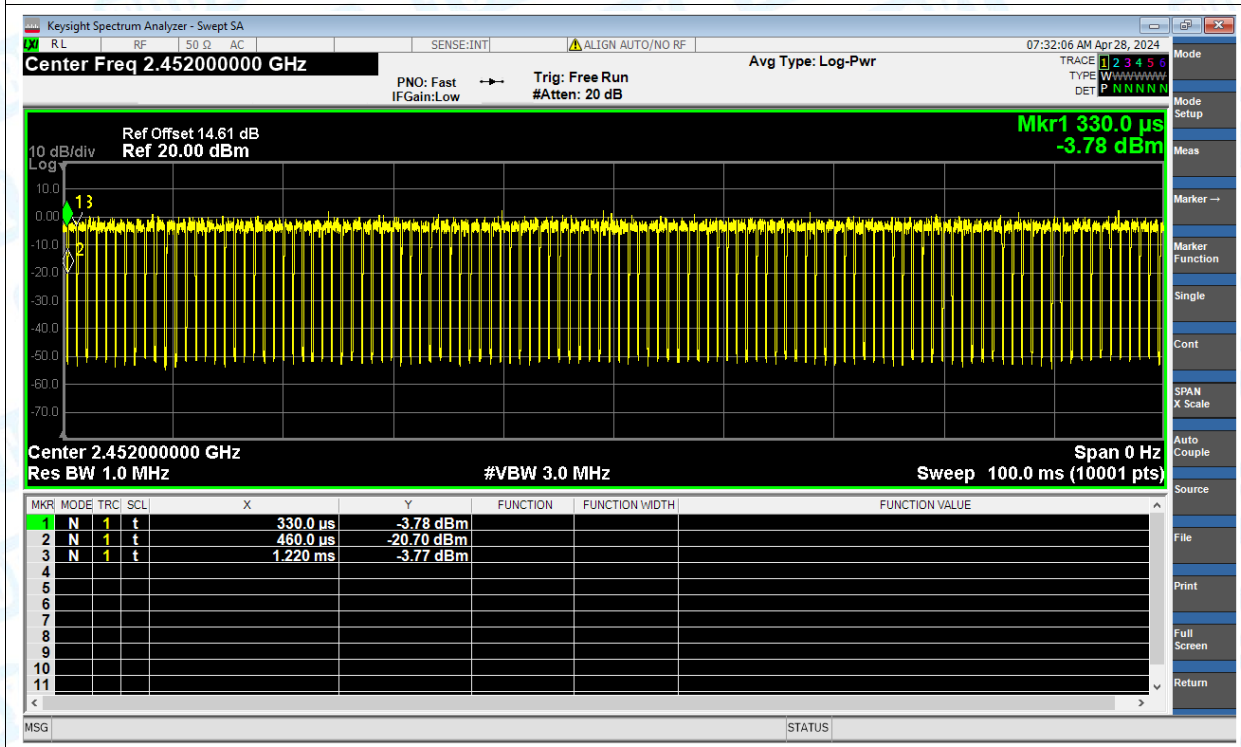 Keysight Spectrum Analyzer - Swept SA
LXI RL RF 50 Ω AC SENSE:INT ALIGN AUTO/NO RF 07:32:06 AM Apr 28, 2024
Center Freq 2.452000000 GHz Avg Type: Log-Pwr TRACE 1 2 3 4 5 6
PNO: Fast Trig: Free Run TYPE WWWWWW
IFGain:Low #Atten: 20 dB DET P N N N N N
Mkr1 330.0 µs
-3.78 dBm
Ref Offset 14.61 dB
10 dB/div Ref 20.00 dBm
Log
10.0
0.00
-10.0
-20.0
-30.0
-40.0
-50.0
-60.0
-70.0
1 3
2
Center 2.452000000 GHz Span 0 Hz
Res BW 1.0 MHz #VBW 3.0 MHz Sweep 100.0 ms (10001 pts)
MKR MODE TRC SCL X Y FUNCTION FUNCTION WIDTH FUNCTION VALUE
1 N 1 t 330.0 µs -3.78 dBm
2 N 1 t 460.0 µs -20.70 dBm
3 N 1 t 1.220 ms -3.77 dBm
4
5
6
7
8
9
10
11
MSG STATUS
Mode
Mode
Setup
Meas
Marker →
Marker
Function
Single
Cont
SPAN
X Scale
Auto
Couple
Source
File
Print
Full
Screen
Return